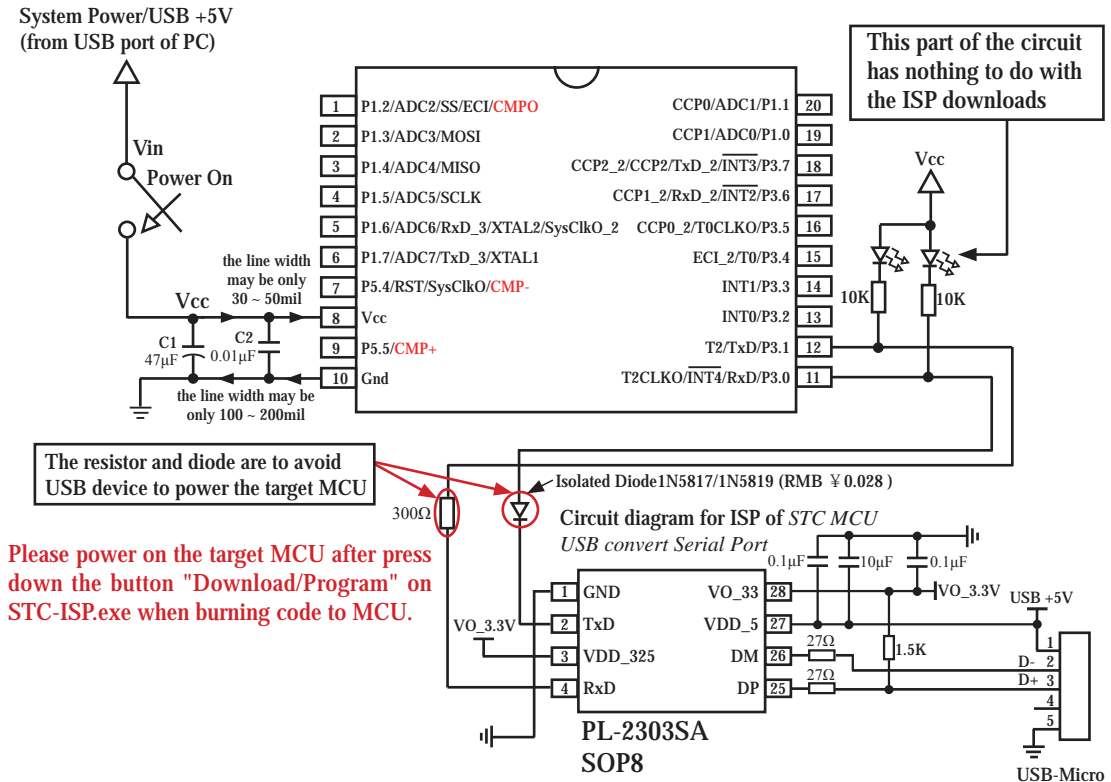 System Power/USB +5V
(from USB port of PC)
Vin
Power On
Vcc
the line width
may be only
30 ~ 50mil
C1
47μF
C2
0.01μF
the line width may be
only 100 ~ 200mil
1 P1.2/ADC2/SS/ECI/CMPO
2 P1.3/ADC3/MOSI
3 P1.4/ADC4/MISO
4 P1.5/ADC5/SCLK
5 P1.6/ADC6/RxD_3/XTAL2/SysClkO_2
6 P1.7/ADC7/TxD_3/XTAL1
7 P5.4/RST/SysClkO/CMP-
8 Vcc
9 P5.5/CMP+
10 Gnd
CCP0/ADC1/P1.1 20
CCP1/ADC0/P1.0 19
CCP2_2/CCP2/TxD_2/INT3/P3.7 18
CCP1_2/RxD_2/INT2/P3.6 17
CCP0_2/T0CLKO/P3.5 16
ECI_2/T0/P3.4 15
INT1/P3.3 14
INT0/P3.2 13
T2/TxD/P3.1 12
T2CLKO/INT4/RxD/P3.0 11
This part of the circuit
has nothing to do with
the ISP downloads
Vcc
10K
10K
The resistor and diode are to avoid
USB device to power the target MCU
300Ω
Isolated Diode1N5817/1N5819 (RMB ￥0.028 )
Please power on the target MCU after press
down the button "Download/Program" on
STC-ISP.exe when burning code to MCU.
Circuit diagram for ISP of STC MCU
USB convert Serial Port
0.1μF
10μF
0.1μF
VO_3.3V
VO_3.3V
1 GND
2 TxD
3 VDD_325
4 RxD
VO_33 28
VDD_5 27
DM 26
DP 25
27Ω
27Ω
1.5K
USB +5V
1
D- 2
D+ 3
4
5
PL-2303SA
SOP8
USB-Micro